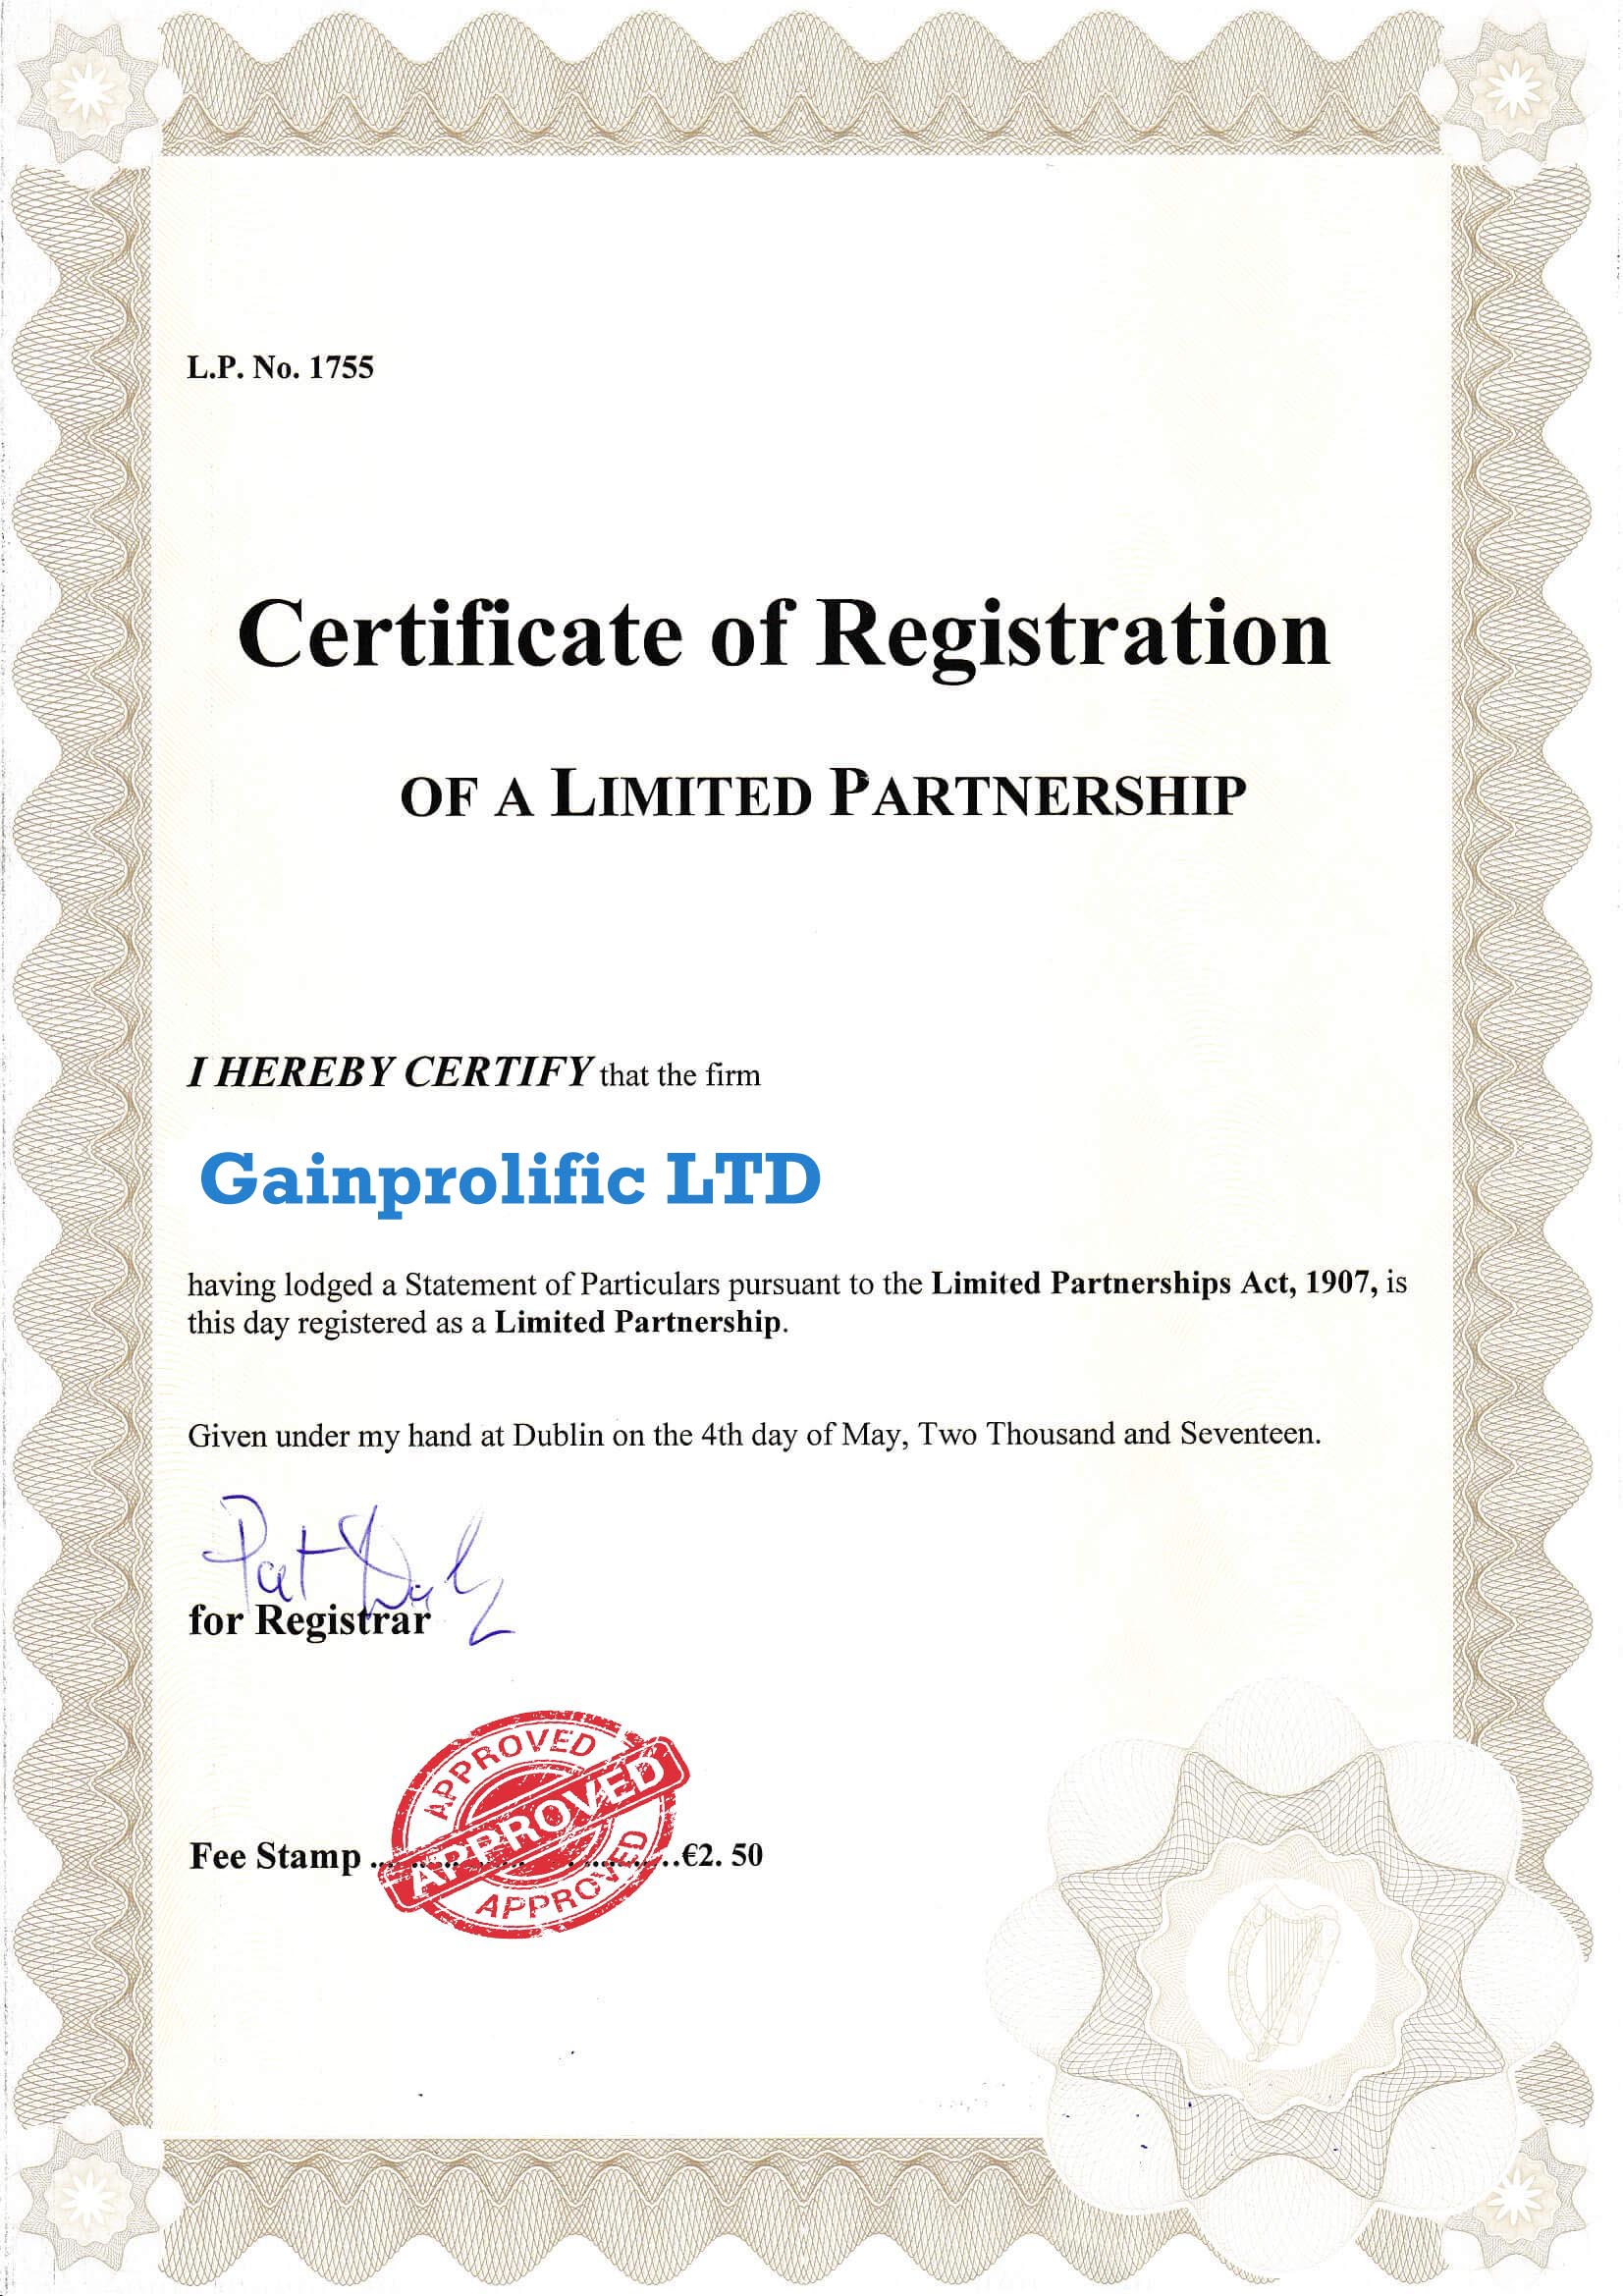 L.P. No. 1755
Certificate of Registration
OF A LIMITED PARTNERSHIP
I HEREBY CERTIFY that the firm
Gainprolific LTD
having lodged a Statement of Particulars pursuant to the Limited Partnerships Act, 1907, is
this day registered as a Limited Partnership.
Given under my hand at Dublin on the 4th day of May, Two Thousand and Seventeen.
Pat
for Registrar
APPROVED
APPROVED
Fee Stamp ....................€2. 50
APPROVED